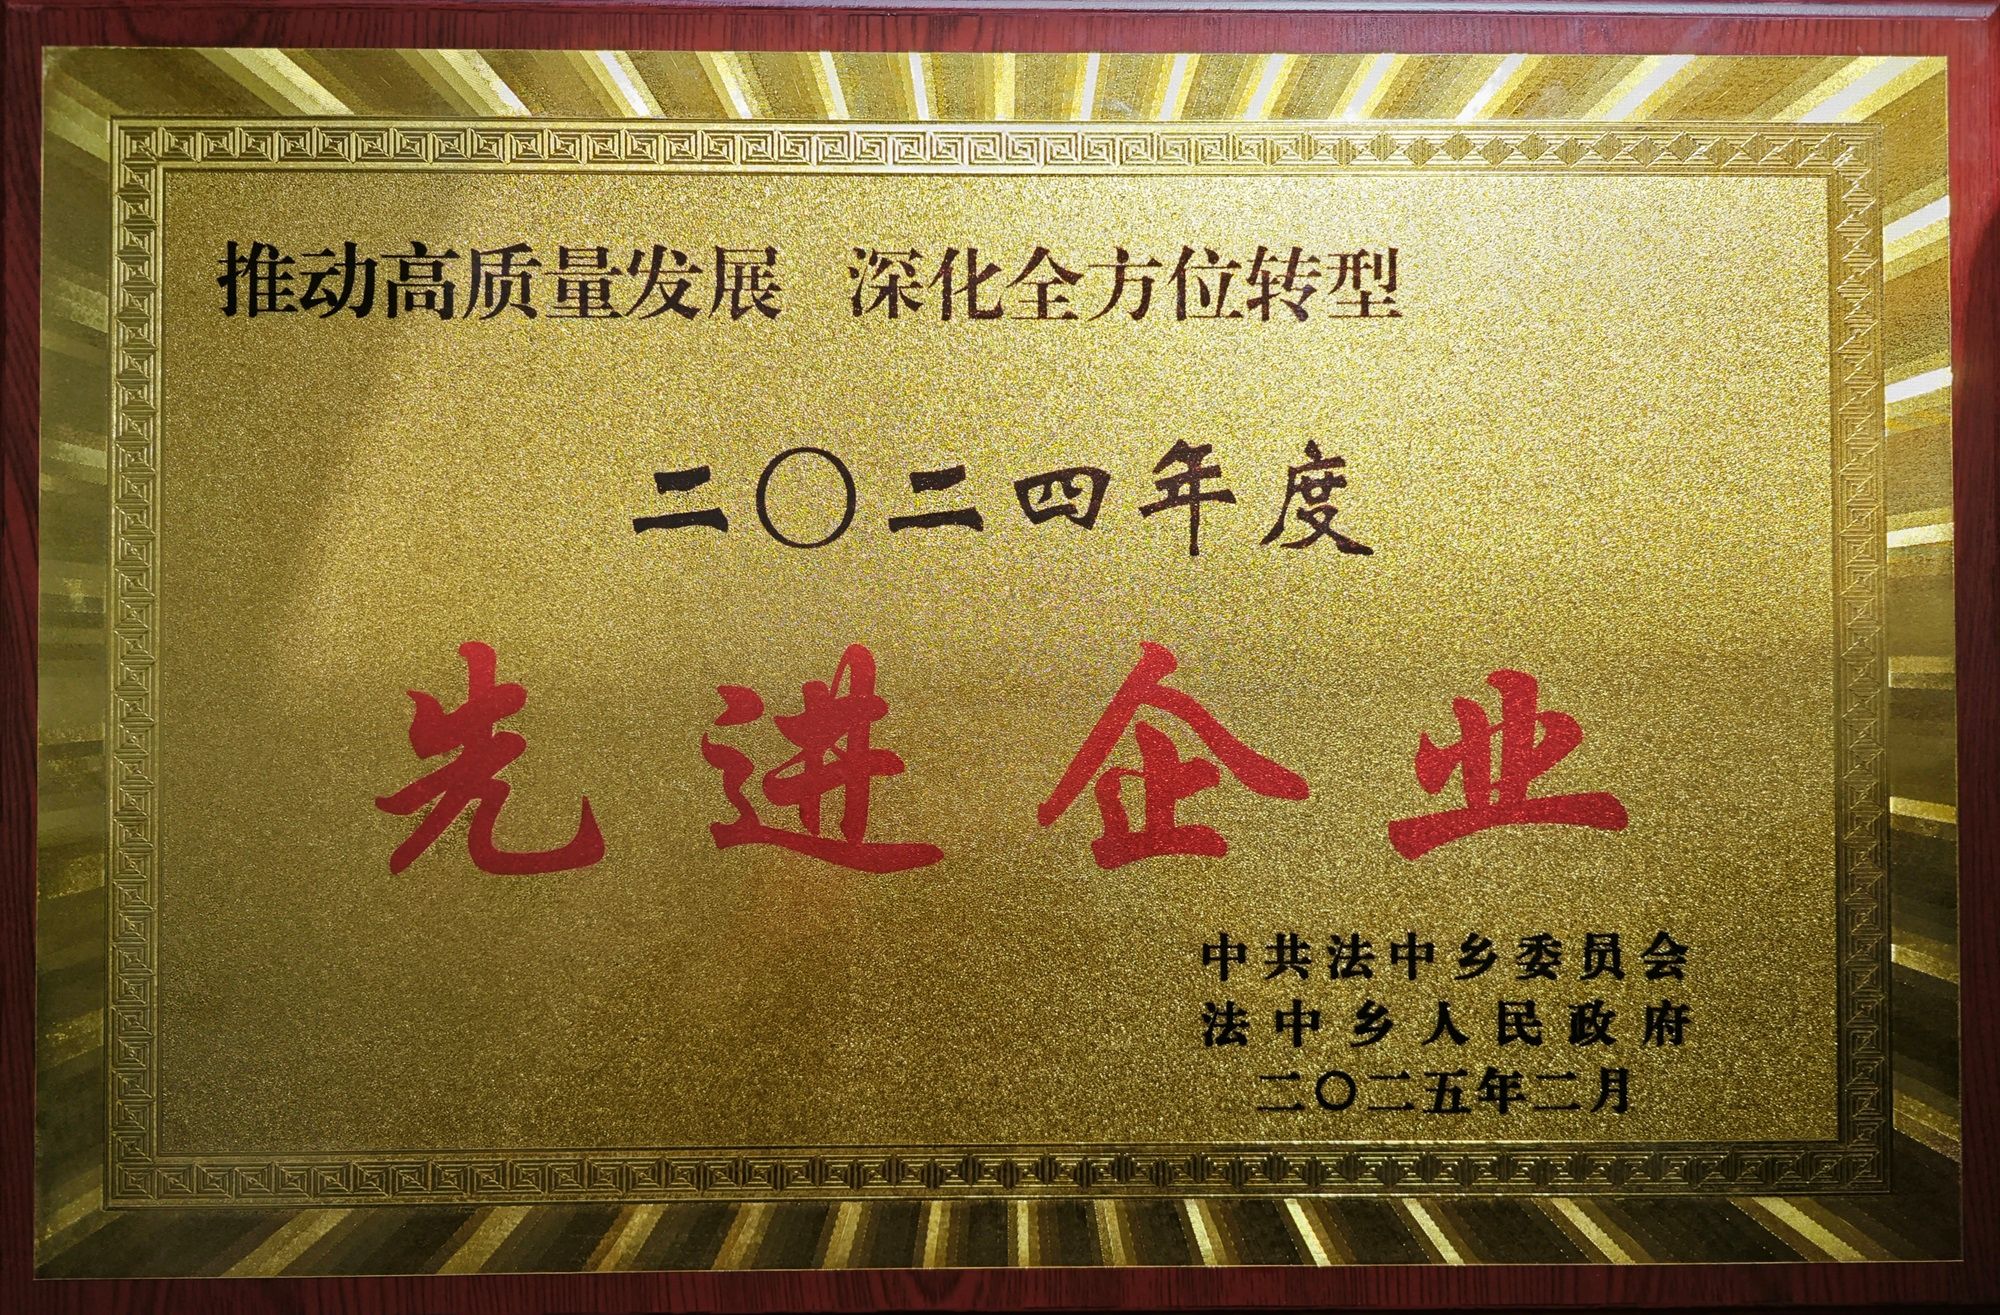 推动高质量发展 深化全方位转型
二〇二四年度
先进企业
中共法中乡委员会
法中乡人民政府
二〇二五年二月